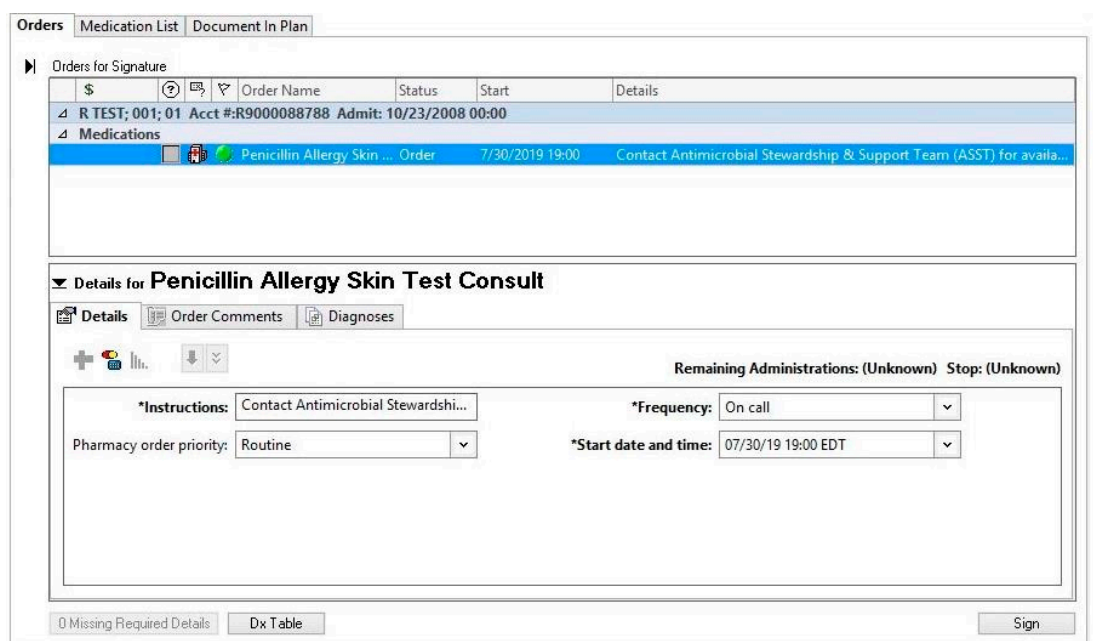 Orders Medication List Document In Plan
Orders for Signature
$ Order Name Status Start Details
R TEST; 001; 01 Acct #:R9000088788 Admit: 10/23/2008 00:00
Medications
Penicillin Allergy Skin ... Order 7/30/2019 19:00 Contact Antimicrobial Stewardship & Support Team (ASST) for availa...
Details for Penicillin Allergy Skin Test Consult
Details Order Comments Diagnoses
Remaining Administrations: (Unknown) Stop: (Unknown)
*Instructions: Contact Antimicrobial Stewardshi... *Frequency: On call
Pharmacy order priority: Routine *Start date and time: 07/30/19 19:00 EDT
0 Missing Required Details Dx Table Sign